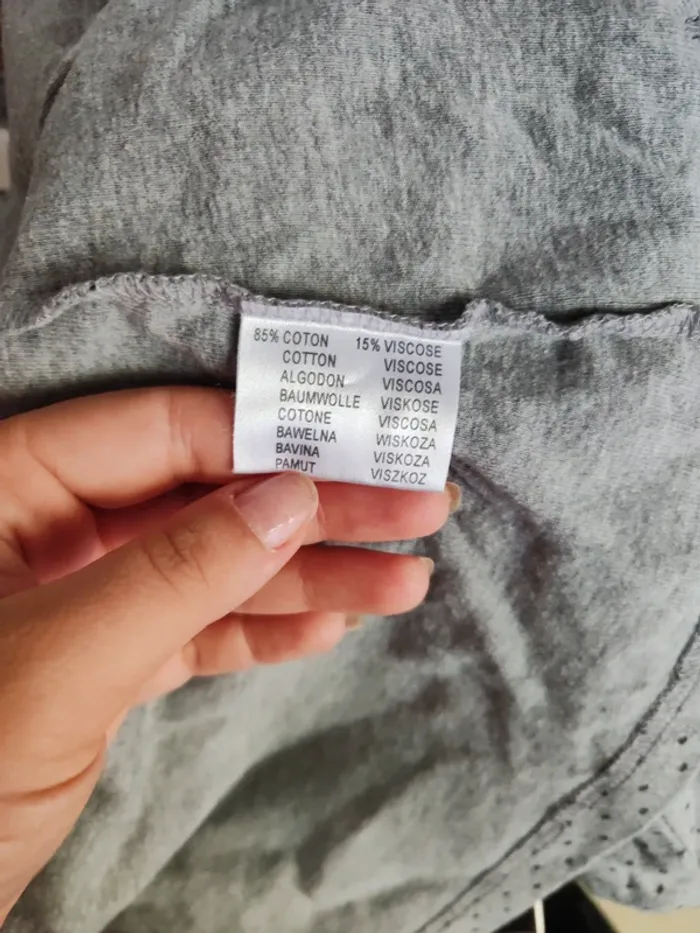 85% COTON 15% VISCOSE
COTTON VISCOSE
ALGODON VISCOSA
BAUMWOLLE VISKOSE
COTONE VISCOSA
BAWELNA WISKOZA
BAVINA VISKOZA
PAMUT VISZKOZ